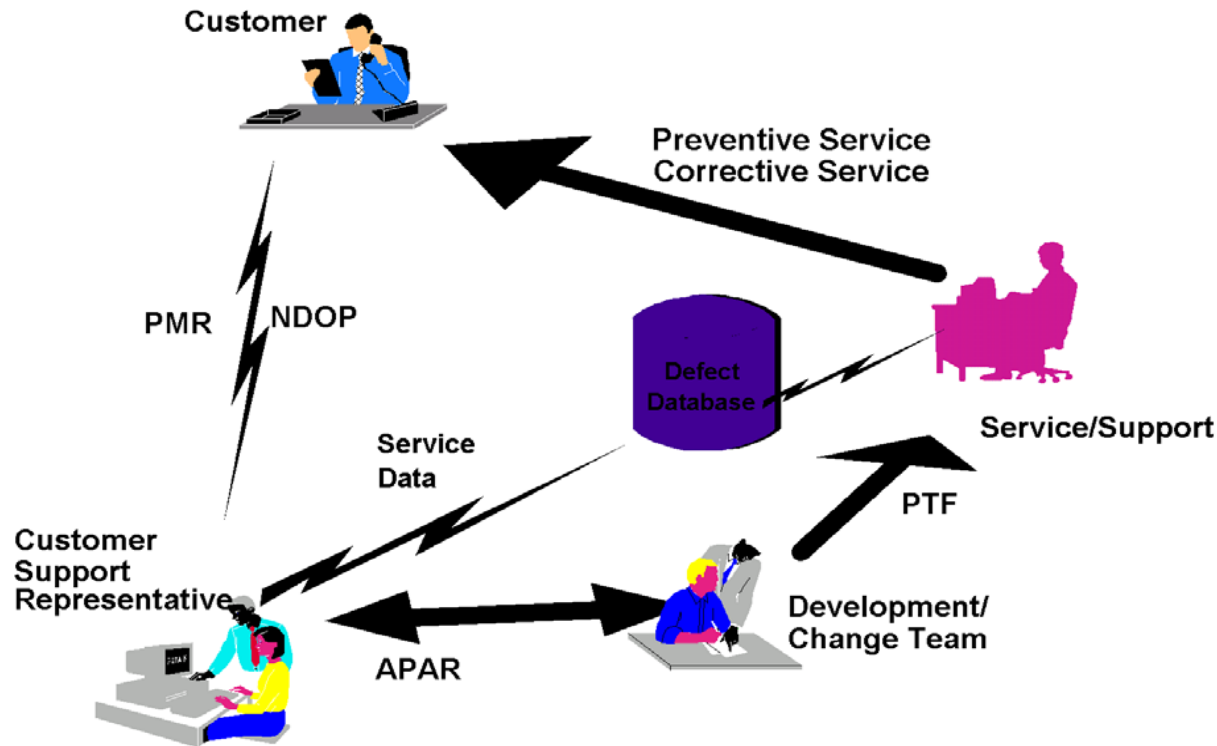 Customer
Preventive Service
Corrective Service
PMR
NDOP
Defect
Database
Service/Support
Service
Data
PTF
Customer
Support
Representative
Development/
Change Team
APAR